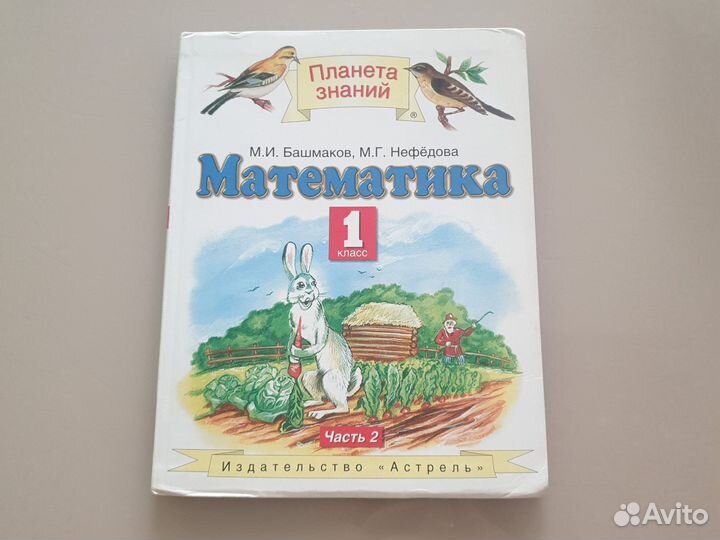 Планета
знаний
®
М.И. Башмаков, М.Г. Нефёдова
Математика
1
класс
Часть 2
Издательство «Астрель»
Avito